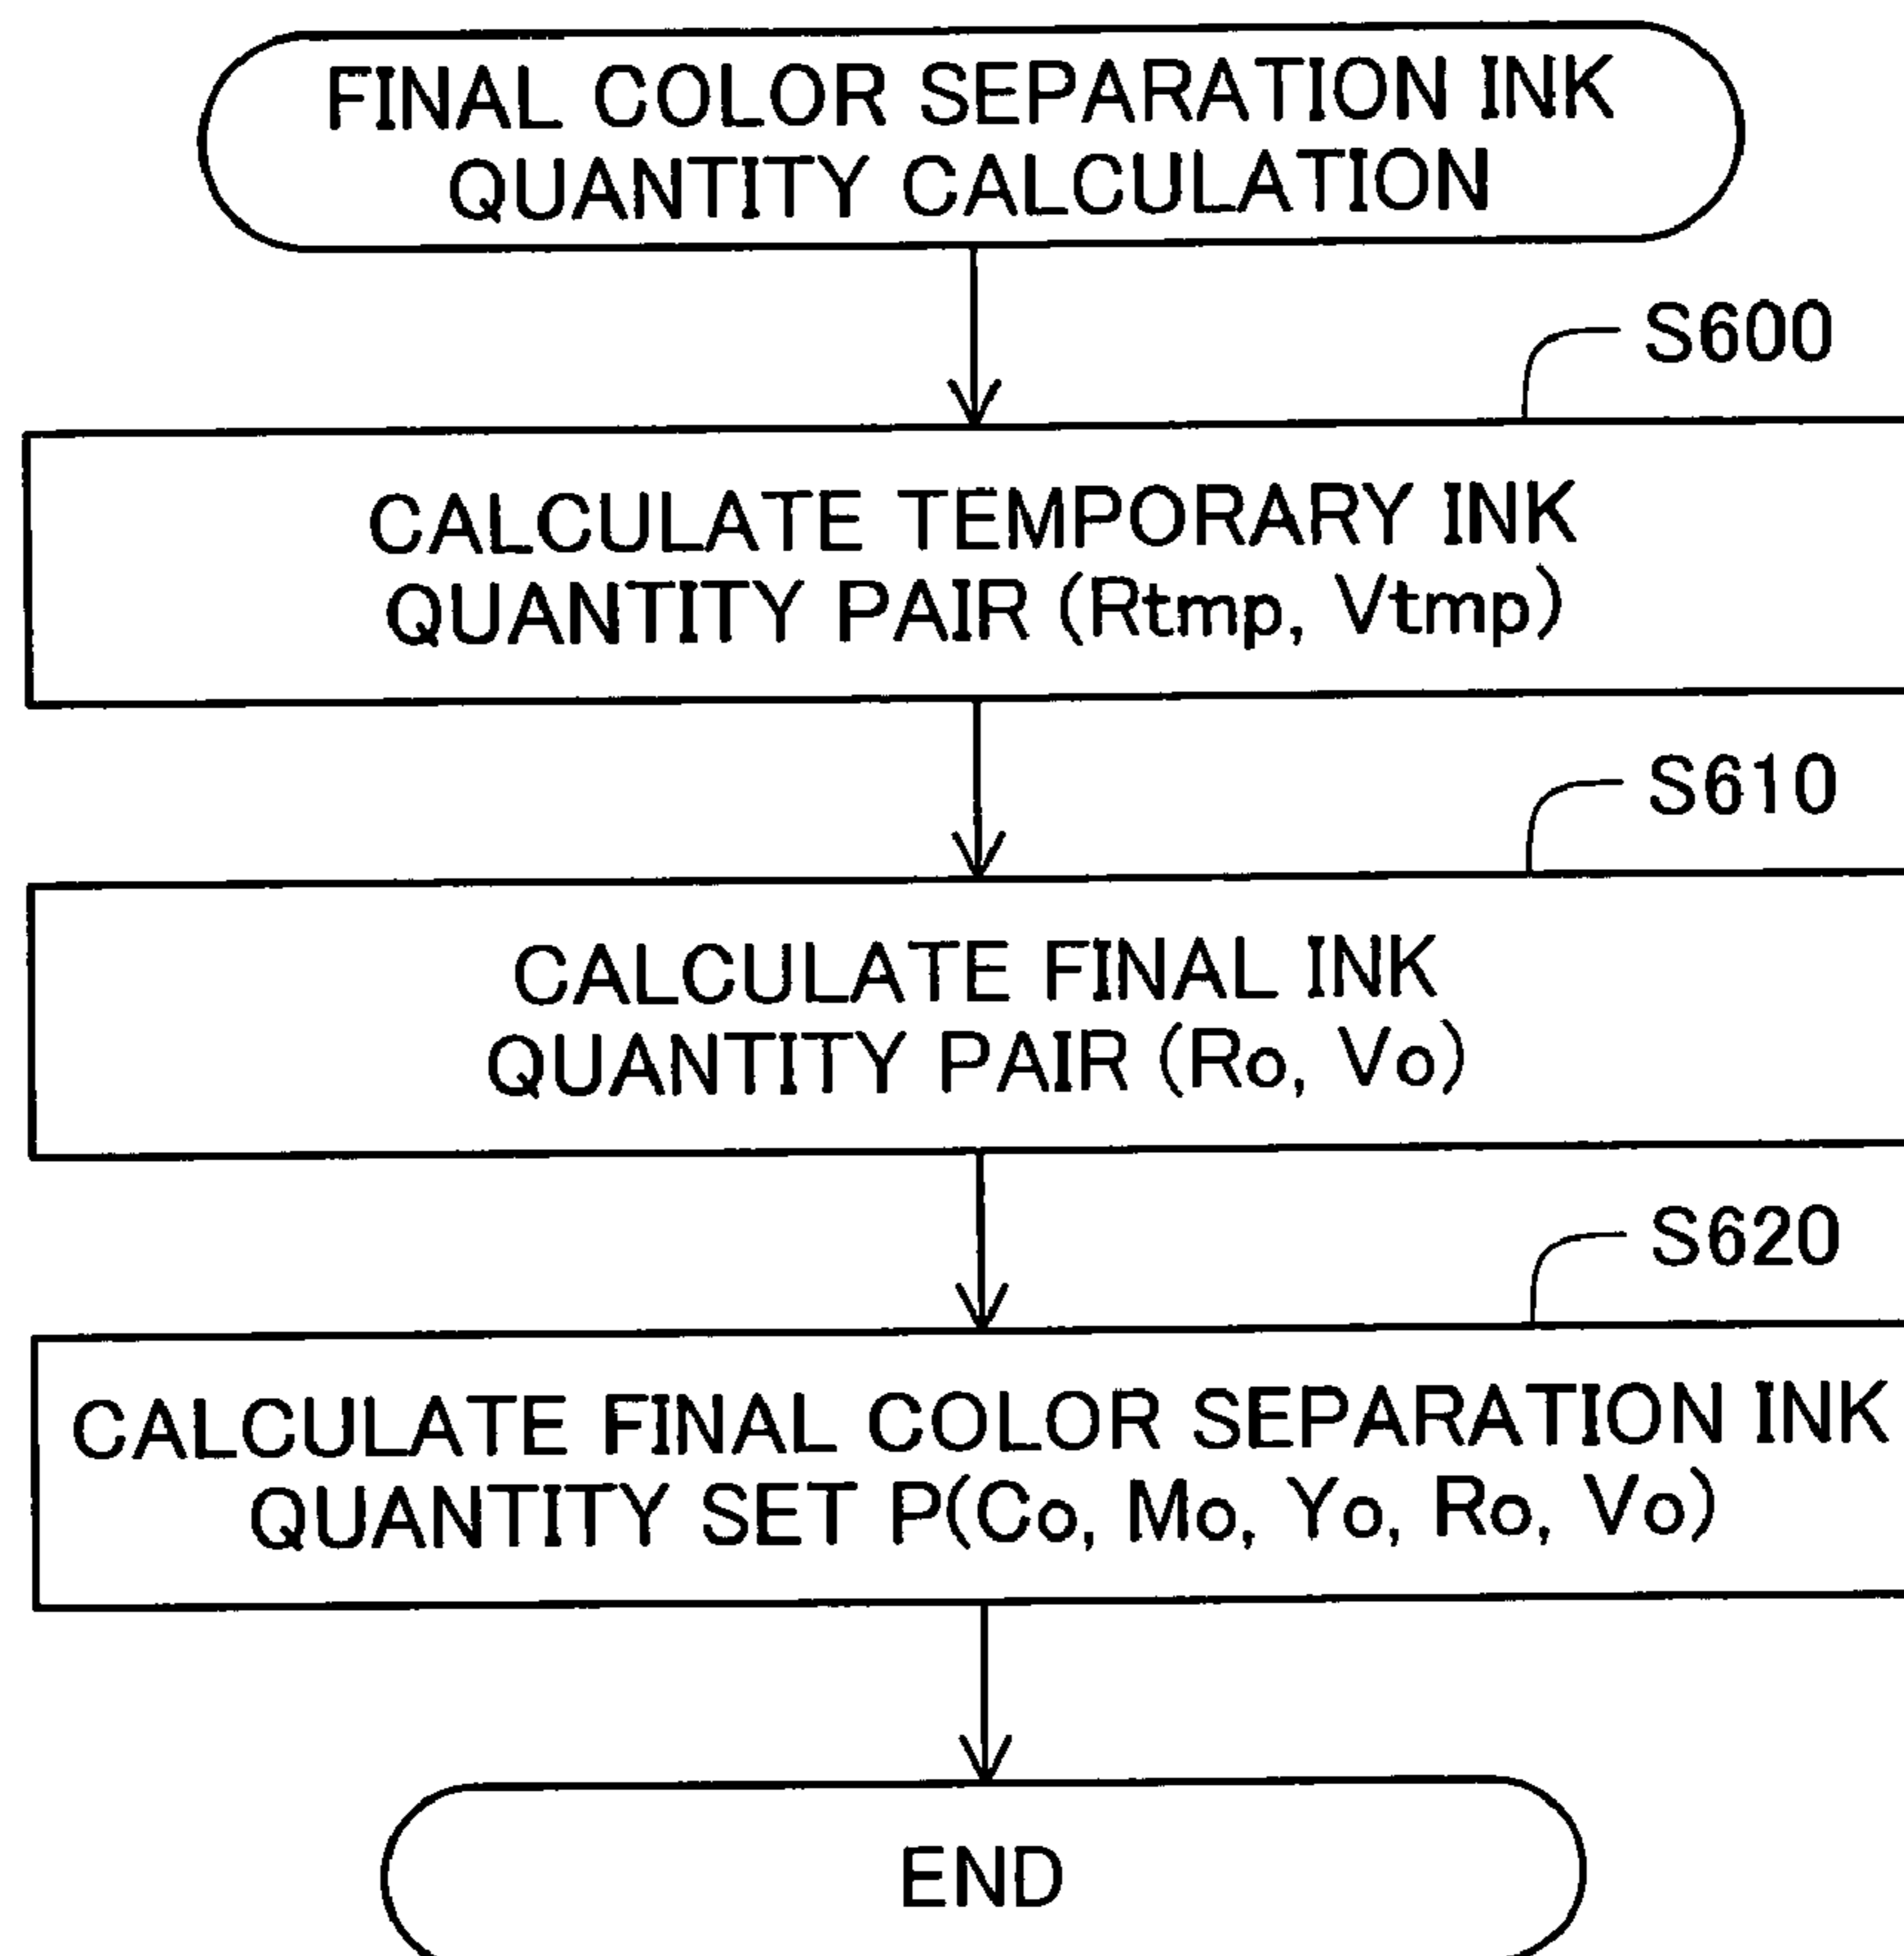 FINAL COLOR SEPARATION INK
QUANTITY CALCULATION
S600
CALCULATE TEMPORARY INK
QUANTITY PAIR (Rtmp, Vtmp)
S610
CALCULATE FINAL INK
QUANTITY PAIR (Ro, Vo)
S620
CALCULATE FINAL COLOR SEPARATION INK
QUANTITY SET P(Co, Mo, Yo, Ro, Vo)
END